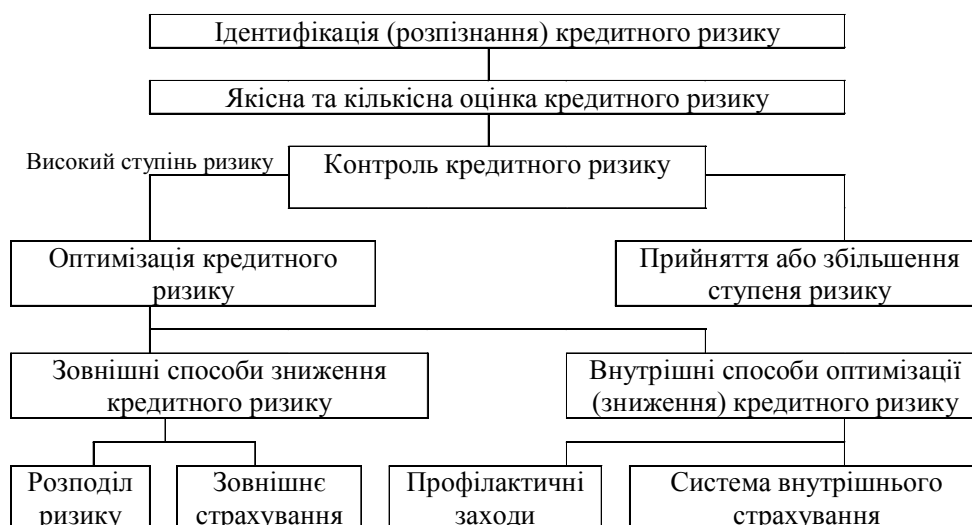 Ідентифікація (розпізнання) кредитного ризику
Якісна та кількісна оцінка кредитного ризику
Високий ступінь ризику
Контроль кредитного ризику
Оптимізація кредитного
ризику
Прийняття або збільшення
ступеня ризику
Зовнішні способи зниження
кредитного ризику
Внутрішні способи оптимізації
(зниження) кредитного ризику
Розподіл
ризику
Зовнішнє
страхування
Профілактичні
заходи
Система внутрішнього
страхування